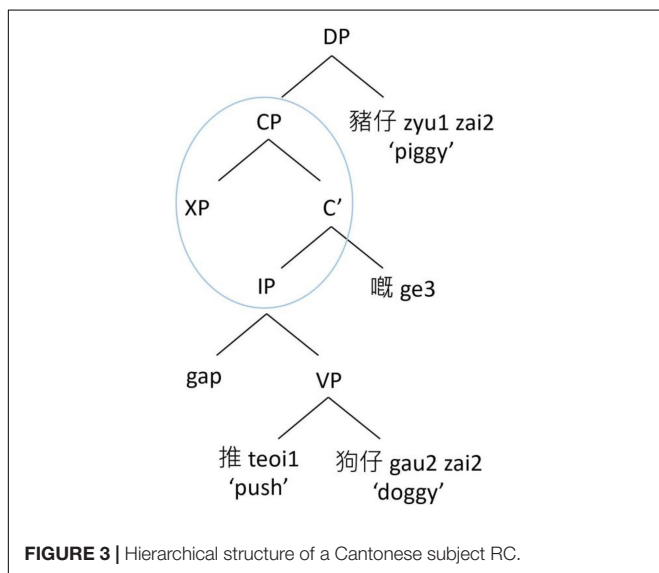 DP
CP
豬仔 zyu1 zai2
‘piggy’
XP
C’
IP
嘅 ge3
gap
VP
推 teoi1
‘push’
狗仔 gau2 zai2
‘doggy’
FIGURE 3 | Hierarchical structure of a Cantonese subject RC.